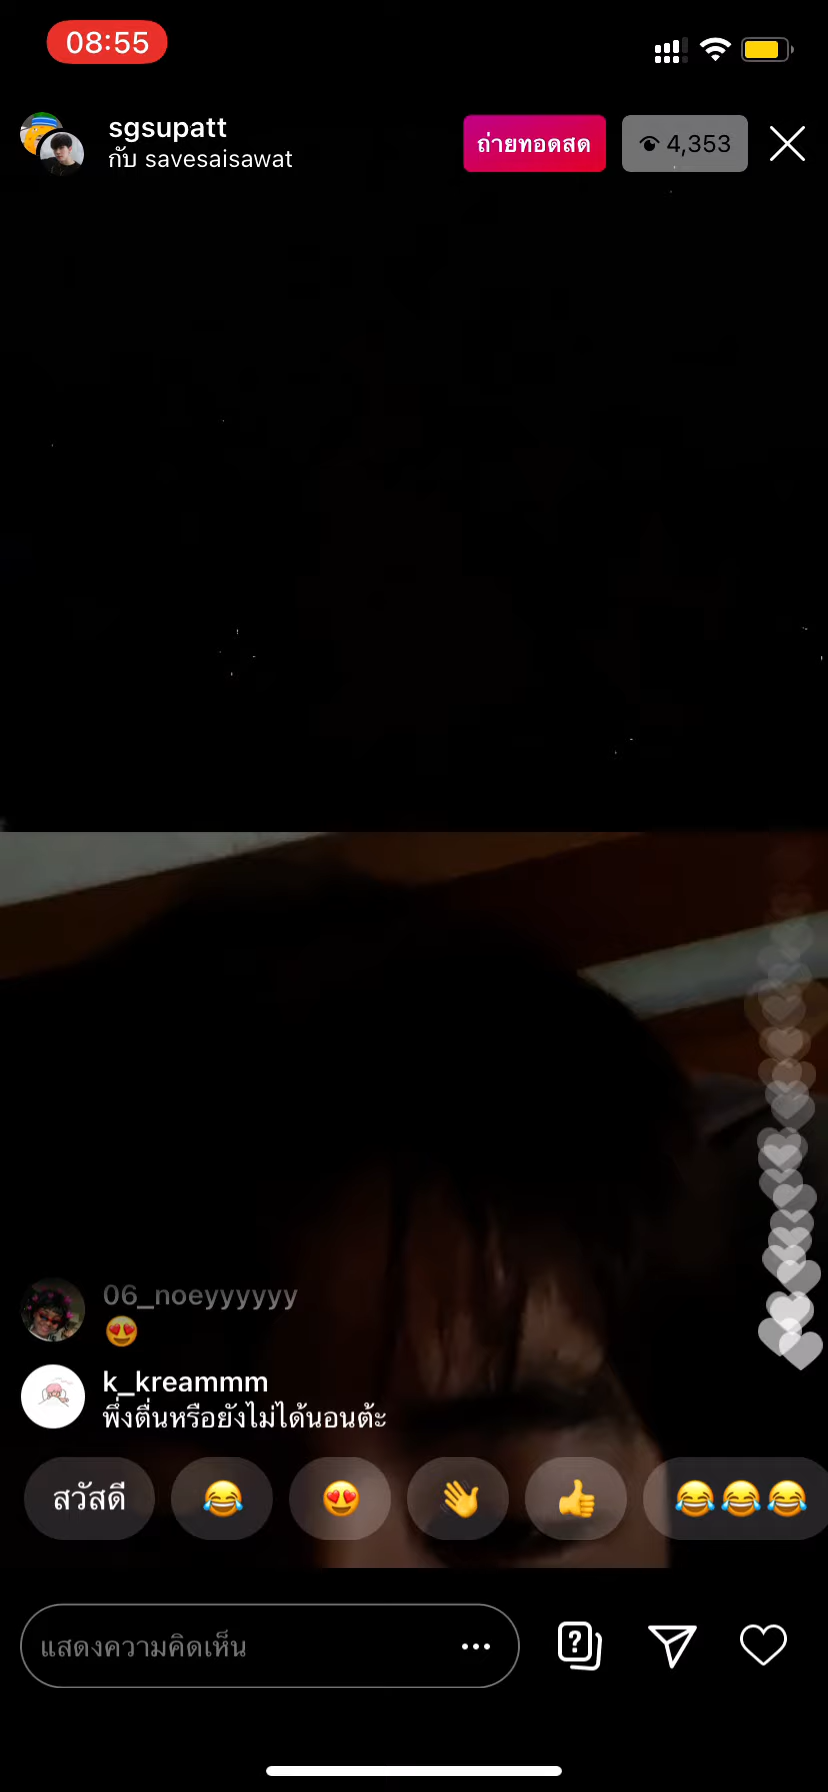 08:55
sgsupatt
กับ savesaisawat
ถ่ายทอดสด
4,353
06_noeyyyyyy
😍
k_kreammm
พึ่งตื่นหรือยังไม่ได้นอนต้ะ
สวัสดี 😂 😍 👋 👍 😂😂😂
แสดงความคิดเห็น